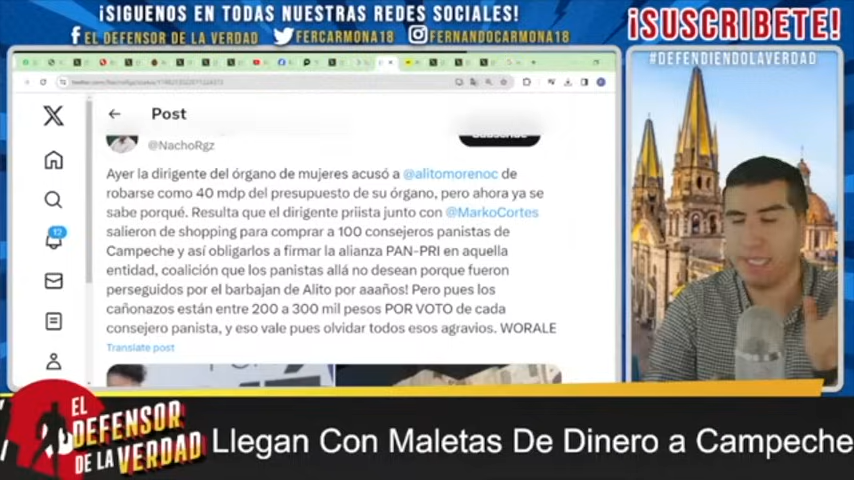 ¡SIGUENOS EN TODAS NUESTRAS REDES SOCIALES!
EL DEFENSOR DE LA VERDAD FERCARMONA18 FERNANDOCARMONA18
¡SUSCRIBETE!
#DEFENDIENDOLAVERDAD
Post
@NachoRgz
Subscribe
Ayer la dirigente del órgano de mujeres acusó a @alitomorenoc de
robarse como 40 mdp del presupuesto de su órgano, pero ahora ya se
sabe porqué. Resulta que el dirigente priista junto con @MarkoCortes
salieron de shopping para comprar a 100 consejeros panistas de
Campeche y así obligarlos a firmar la alianza PAN-PRI en aquella
entidad, coalición que los panistas allá no desean porque fueron
perseguidos por el barbajan de Alito por aaaños! Pero pues los
cañonazos están entre 200 a 300 mil pesos POR VOTO de cada
consejero panista, y eso vale pues olvidar todos esos agravios. WORALE
Translate post
12
EL
DEFENSOR
DE LA VERDAD
Llegan Con Maletas De Dinero a Campeche